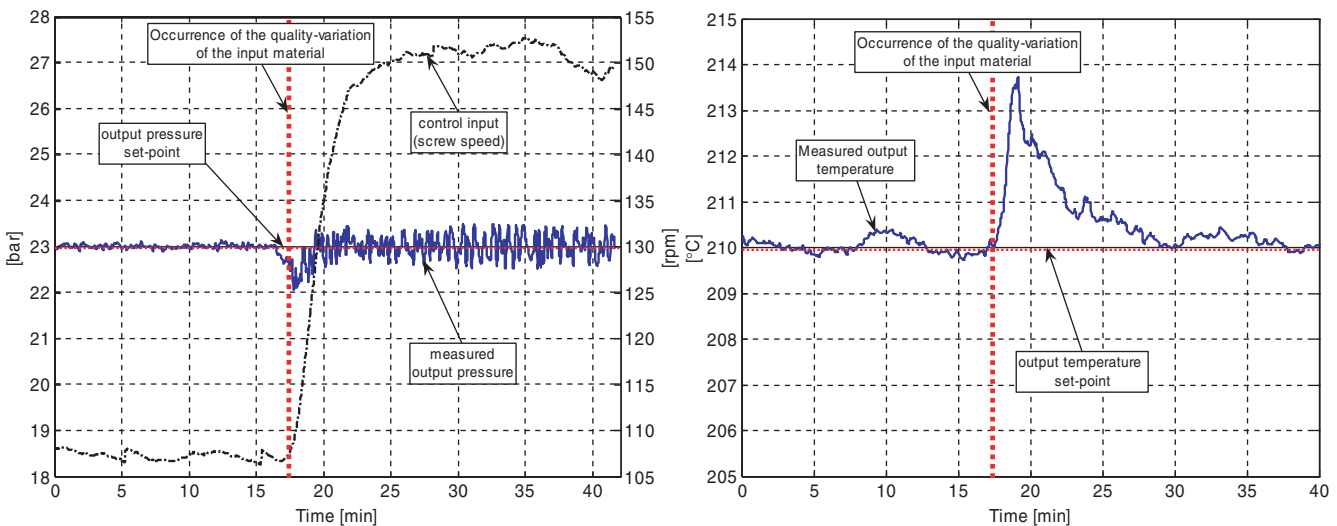 28
27
26
25
24
23
22
21
20
19
18
[bar]
155
150
145
140
135
130
125
120
115
110
105
[rpm]
0
5
10
15
20
25
30
35
40
Time [min]
Occurrence of the quality-variation
of the input material
output pressure
set-point
control input
(screw speed)
measured
output pressure
215
214
213
212
211
210
209
208
207
206
205
[°C]
0
5
10
15
20
25
30
35
40
Time [min]
Occurrence of the quality-variation
of the input material
Measured output
temperature
output temperature
set-point